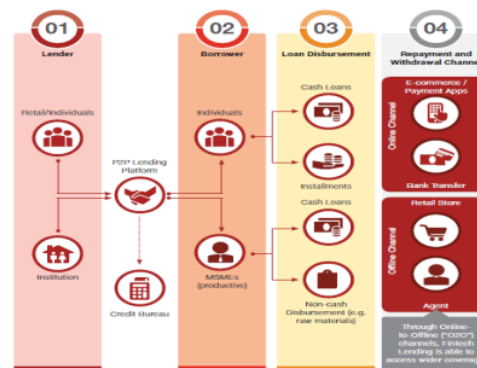 01
Lender
02
Borrower
03
Loan Disbursement
04
Repayment and
Withdrawal Channel
Retail/Individuals
Institution
P2P Lending
Platform
Credit Bureau
Individuals
MSMEs
(productive)
Cash Loans
Installments
Cash Loans
Non-cash
Disbursement (e.g.
raw materials)
Online Channel
E-commerce /
Payment Apps
Bank Transfer
Offline Channel
Retail Store
Agent
Through Online-
to-Offline ("O2O")
channels, Fintech
Lending is able to
access wider coverage